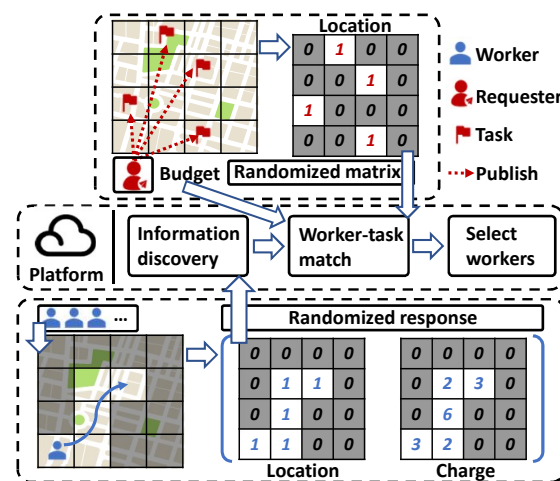 Location
0 1 0 0
0 0 1 0
1 0 0 0
0 0 1 0
Worker
Requester
Task
Publish
Budget
Randomized matrix
Platform
Information
discovery
Worker-task
match
Select
workers
...
Randomized response
0 0 0 0
0 1 1 0
0 1 0 0
1 1 0 0
Location
0 0 0 0
0 2 3 0
0 6 0 0
3 2 0 0
Charge